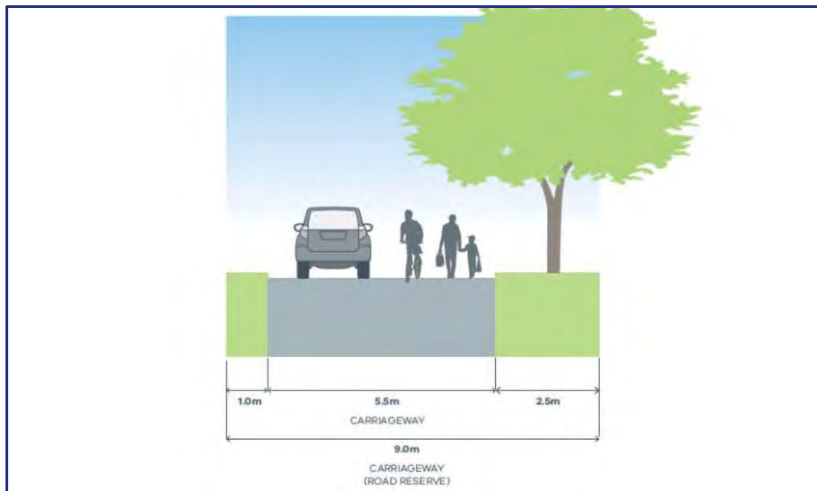 1.0m 5.5m 2.5m
CARRIAGEWAY
9.0m
CARRIAGEWAY
(ROAD RESERVE)